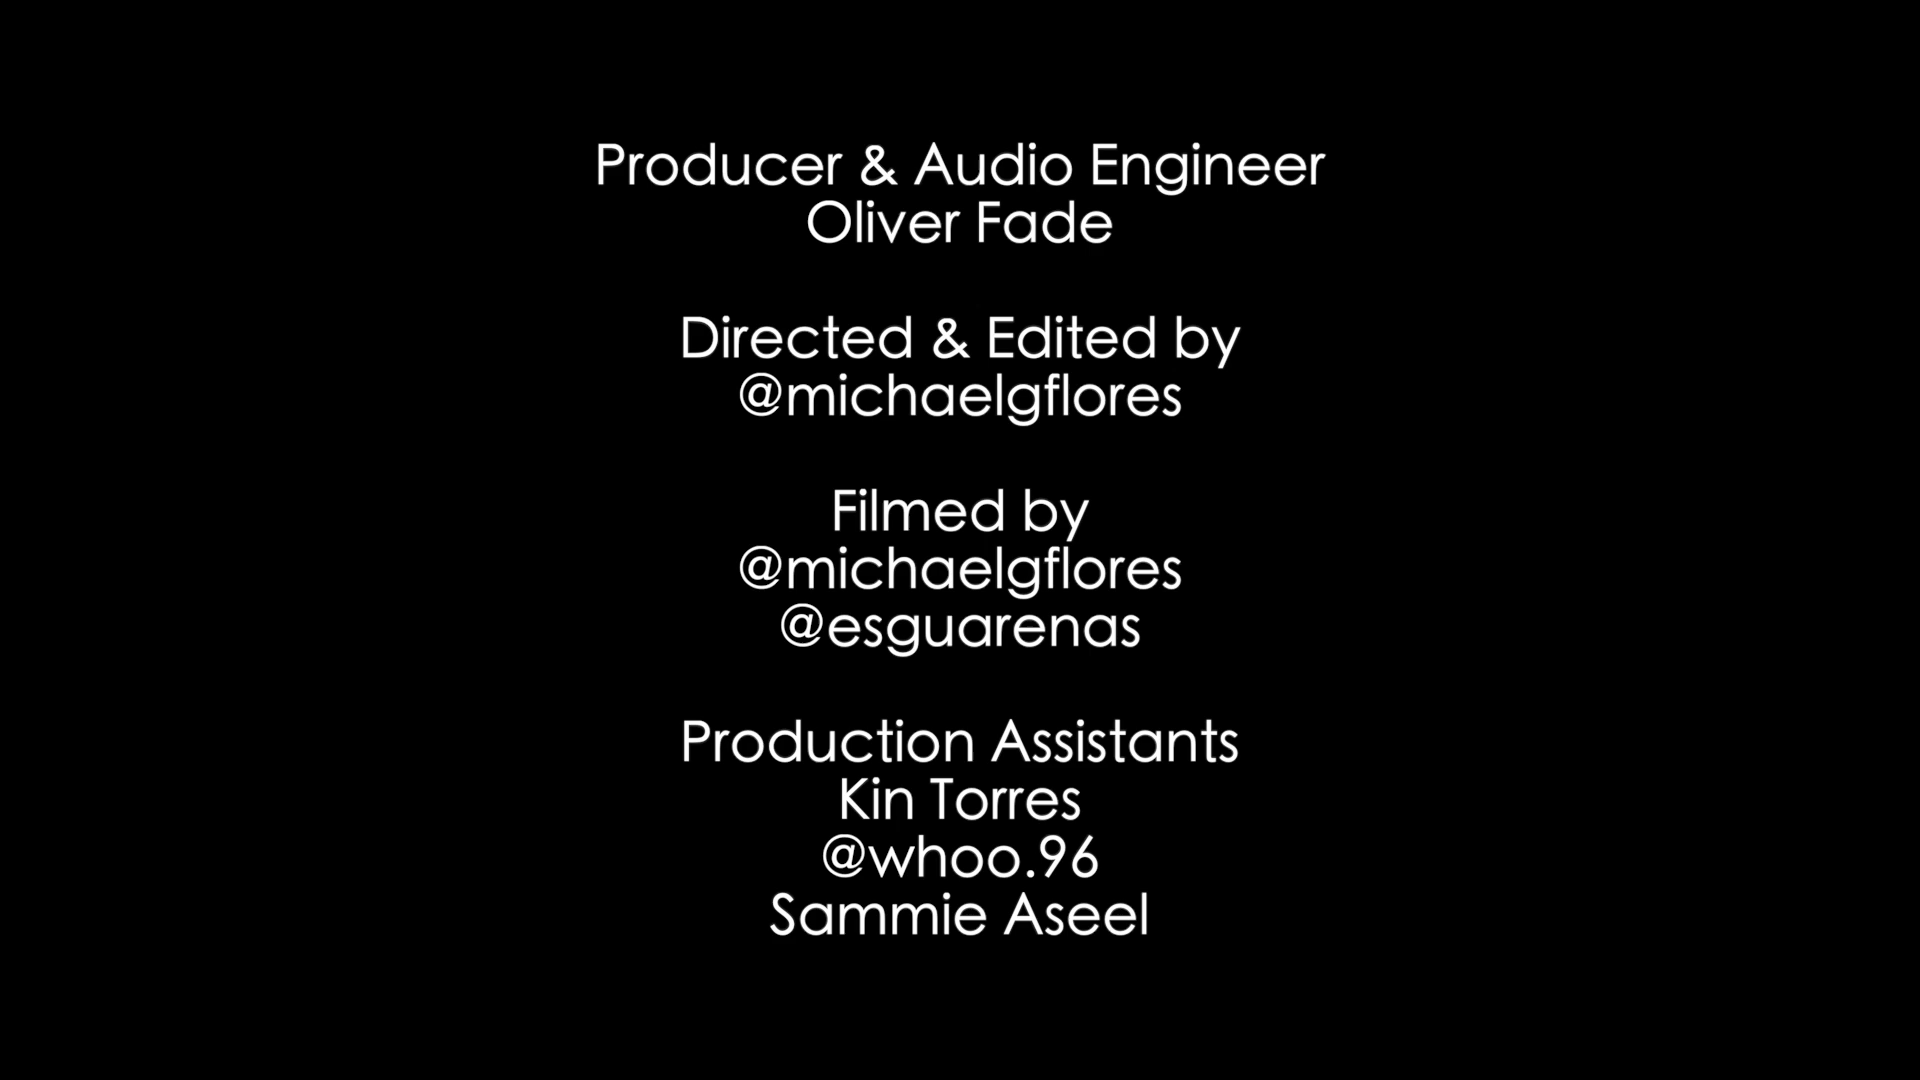 Producer & Audio Engineer
Oliver Fade
Directed & Edited by
@michaelgflores
Filmed by
@michaelgflores
@esguarenas
Production Assistants
Kin Torres
@whoo.96
Sammie Aseel